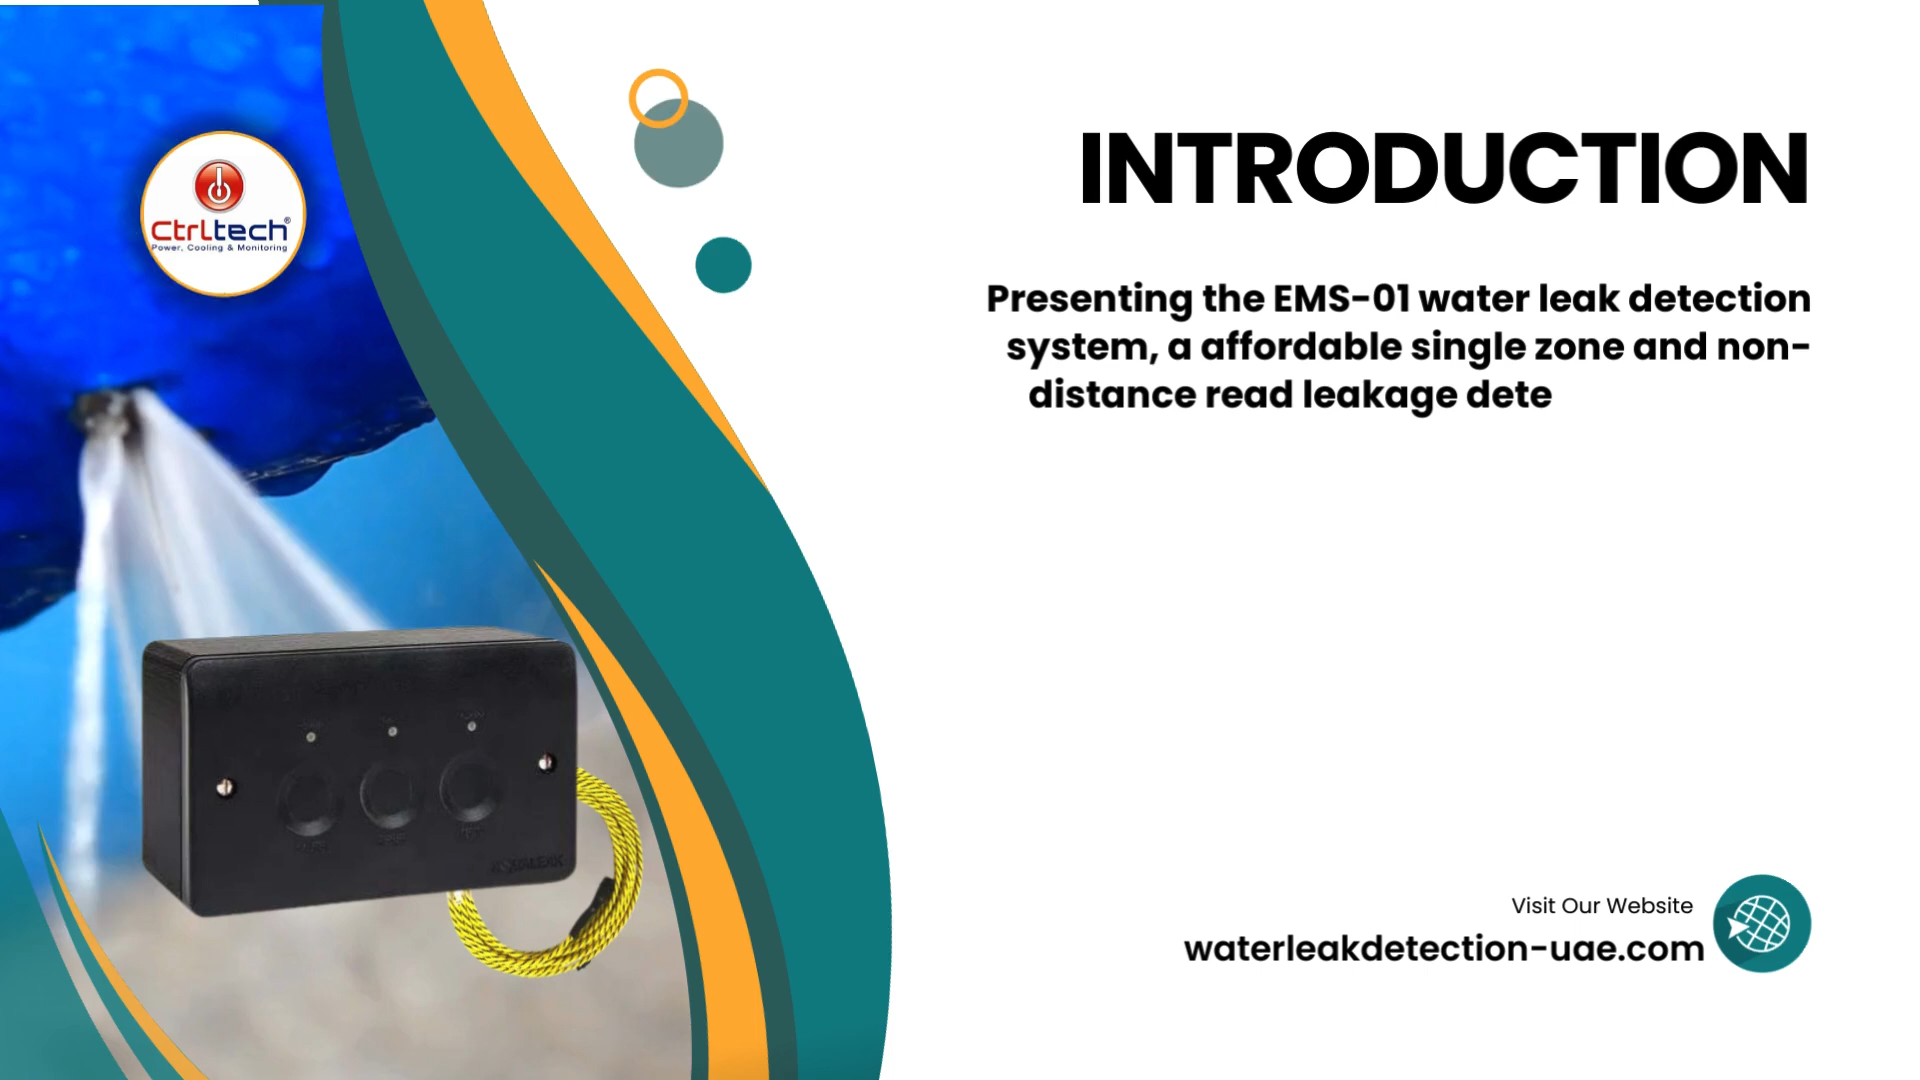 Ctrltech®
Power, Cooling & Monitoring
INTRODUCTION
Presenting the EMS-01 water leak detection
system, a affordable single zone and non-
distance read leakage dete
Visit Our Website
waterleakdetection-uae.com